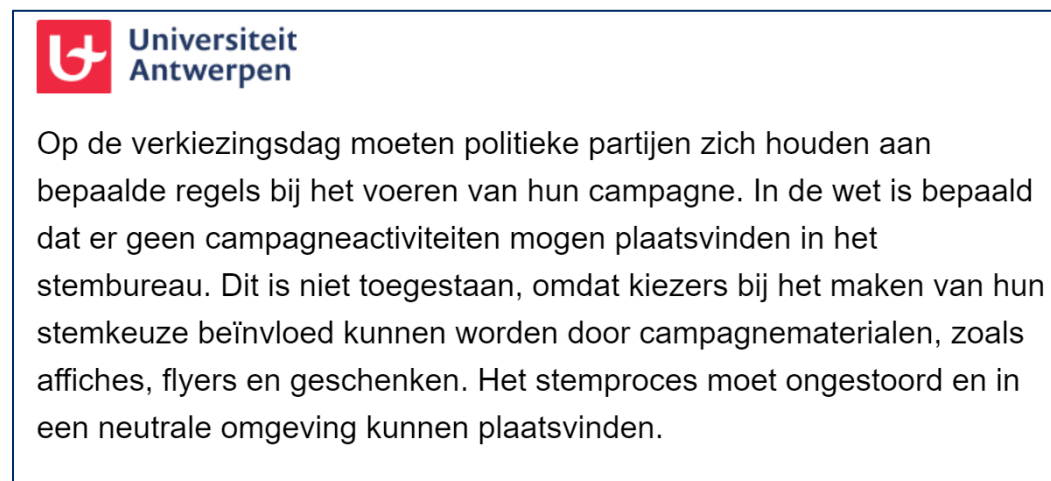 Universiteit
Antwerpen
Op de verkiezingsdag moeten politieke partijen zich houden aan
bepaalde regels bij het voeren van hun campagne. In de wet is bepaald
dat er geen campagneactiviteiten mogen plaatsvinden in het
stembureau. Dit is niet toegestaan, omdat kiezers bij het maken van hun
stemkeuze beïnvloed kunnen worden door campagnematerialen, zoals
affiches, flyers en geschenken. Het stemproces moet ongestoord en in
een neutrale omgeving kunnen plaatsvinden.